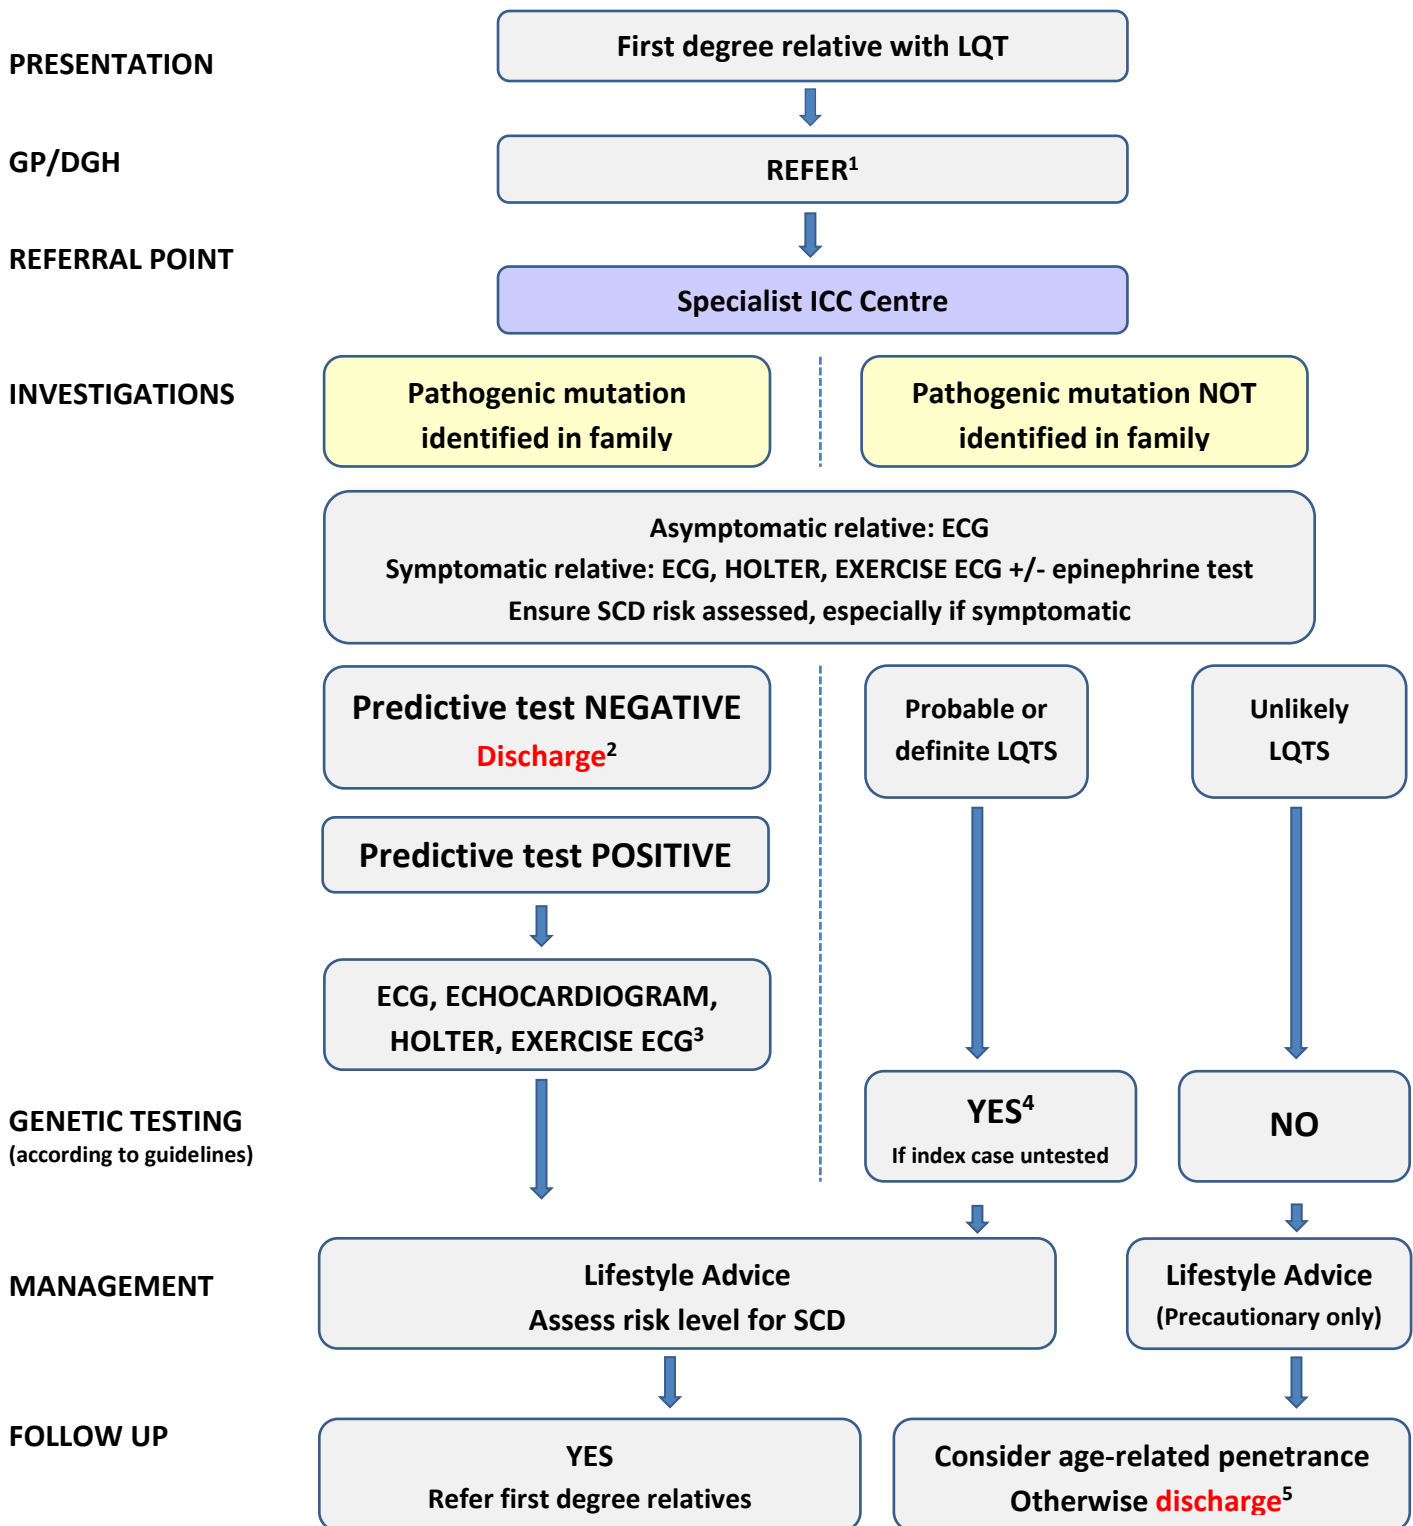 PRESENTATION
First degree relative with LQT
GP/DGH
REFER1
REFERRAL POINT
Specialist ICC Centre
INVESTIGATIONS
Pathogenic mutation
identified in family
Pathogenic mutation NOT
identified in family
Asymptomatic relative: ECG
Symptomatic relative: ECG, HOLTER, EXERCISE ECG +/- epinephrine test
Ensure SCD risk assessed, especially if symptomatic
Predictive test NEGATIVE
Discharge2
Probable or
definite LQTS
Unlikely
LQTS
Predictive test POSITIVE
ECG, ECHOCARDIOGRAM,
HOLTER, EXERCISE ECG3
GENETIC TESTING
(according to guidelines)
YES4
If index case untested
NO
MANAGEMENT
Lifestyle Advice
Assess risk level for SCD
Lifestyle Advice
(Precautionary only)
FOLLOW UP
YES
Refer first degree relatives
Consider age-related penetrance
Otherwise discharge5